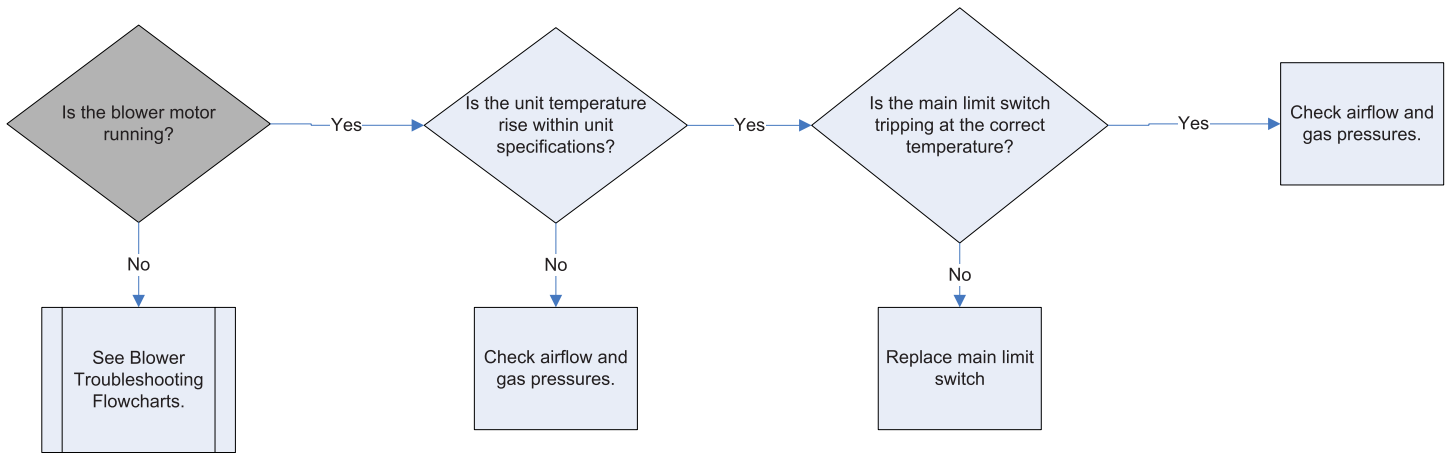 Is the blower motor
running?
Yes
Is the unit temperature
rise within unit
specifications?
Yes
Is the main limit switch
tripping at the correct
temperature?
Yes
Check airflow and
gas pressures.
No
No
No
See Blower
Troubleshooting
Flowcharts.
Check airflow and
gas pressures.
Replace main limit
switch